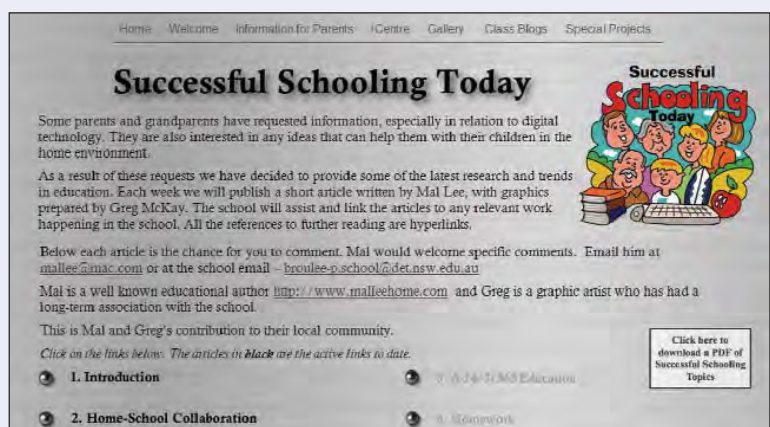 Home Welcome Information for Parents iCentre Gallery Class Blogs Special Projects
Successful Schooling Today
Successful
Schooling
Today
Some parents and grandparents have requested information, especially in relation to digital
technology. They are also interested in any ideas that can help them with their children in the
home environment.
As a result of these requests we have decided to provide some of the latest research and trends
in education. Each week we will publish a short article written by Mal Lee, with graphics
prepared by Greg McKay. The school will assist and link the articles to any relevant work
happening in the school. All the references to further reading are hyperlinks.
Below each article is the chance for you to comment. Mal would welcome specific comments. Email him at
mallee@mac.com or at the school email – broulee-p.school@det.nsw.edu.au
Mal is a well known educational author http://www.malleehome.com and Greg is a graphic artist who has had a
long-term association with the school.
This is Mal and Greg's contribution to their local community.
Click on the links below. The articles in black are the active links to date.
Click here to
download a PDF of
Successful Schooling
Topics
1. Introduction
Education
2. Home-School Collaboration
Homework